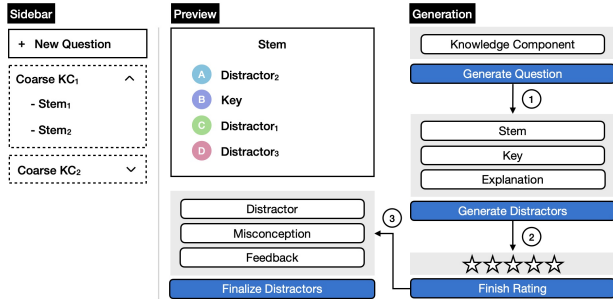 Sidebar
+ New Question
Coarse KC₁
- Stem₁
- Stem₂
Coarse KC₂
Preview
Stem
A Distractor₂
B Key
C Distractor₁
D Distractor₃
Distractor
Misconception
Feedback
Finalize Distractors
Generation
Knowledge Component
Generate Question
1
Stem
Key
Explanation
Generate Distractors
2
Finish Rating
3